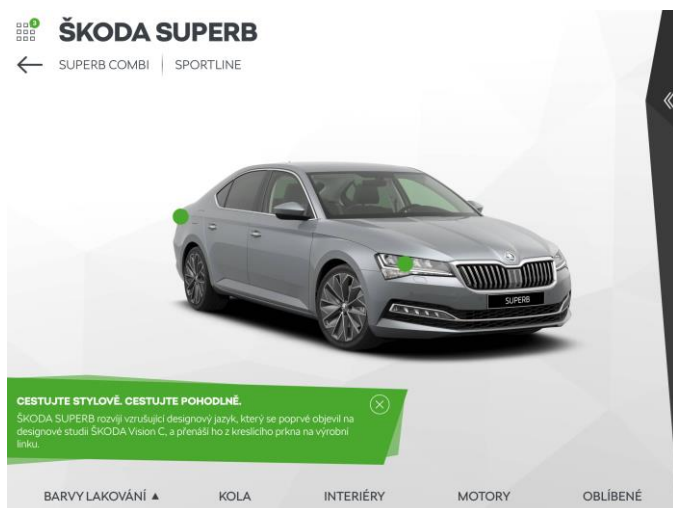 3
ŠKODA SUPERB
SUPERB COMBI
SPORTLINE
SUPERB
CESTUJTE STYLOVĚ. CESTUJTE POHODLNĚ.
ŠKODA SUPERB rozvíjí vzrušující designový jazyk, který se poprvé objevil na
designové studii ŠKODA Vision C, a přenáší ho z kreslicího prkna na výrobní
linku.
BARVY LAKOVÁNÍ ▲ KOLA INTERIÉRY MOTORY OBLÍBENÉ